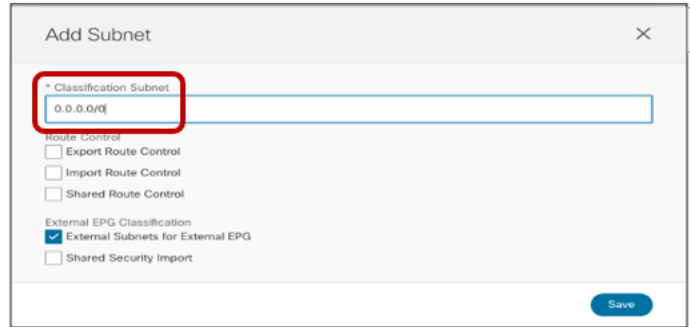 Add Subnet
* Classification Subnet
0.0.0.0/0
Route Control
Export Route Control
Import Route Control
Shared Route Control
External EPG Classification
External Subnets for External EPG
Shared Security Import
Save